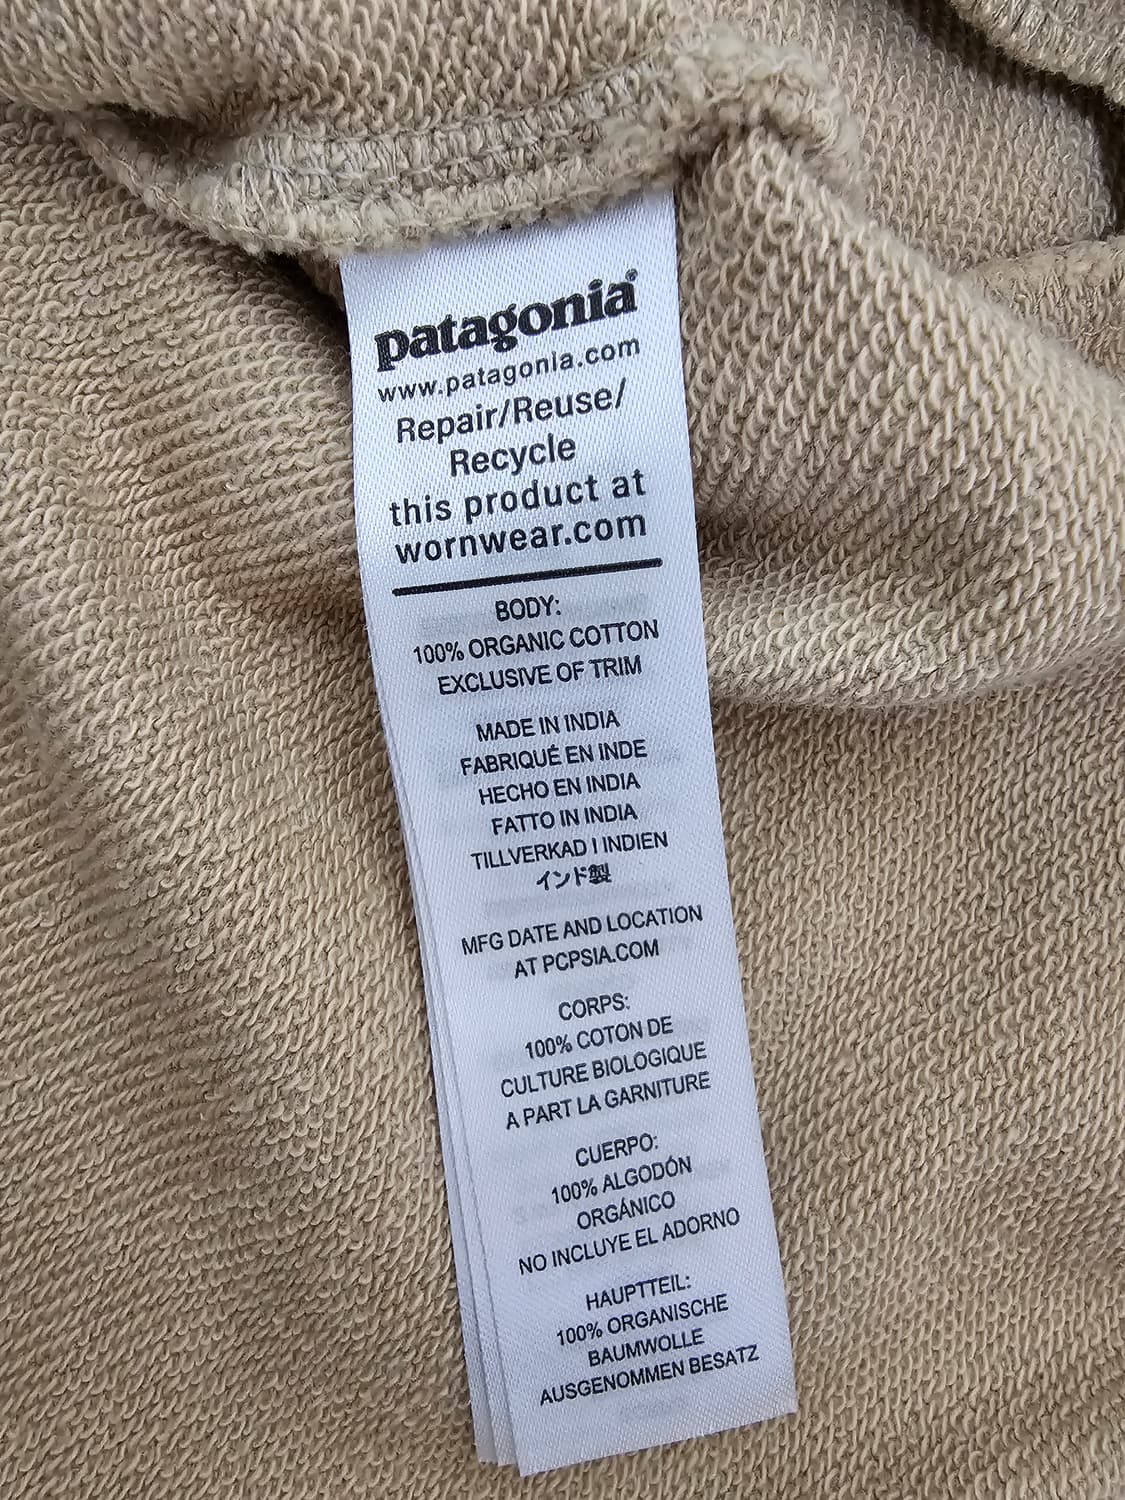 patagonia®
www.patagonia.com
Repair/Reuse/
Recycle
this product at
wornwear.com
BODY:
100% ORGANIC COTTON
EXCLUSIVE OF TRIM
MADE IN INDIA
FABRIQUÉ EN INDE
HECHO EN INDIA
FATTO IN INDIA
TILLVERKAD I INDIEN
インド製
MFG DATE AND LOCATION
AT PCPSIA.COM
CORPS:
100% COTON DE
CULTURE BIOLOGIQUE
A PART LA GARNITURE
CUERPO:
100% ALGODÓN
ORGÁNICO
NO INCLUYE EL ADORNO
HAUPTTEIL:
100% ORGANISCHE
BAUMWOLLE
AUSGENOMMEN BESATZ